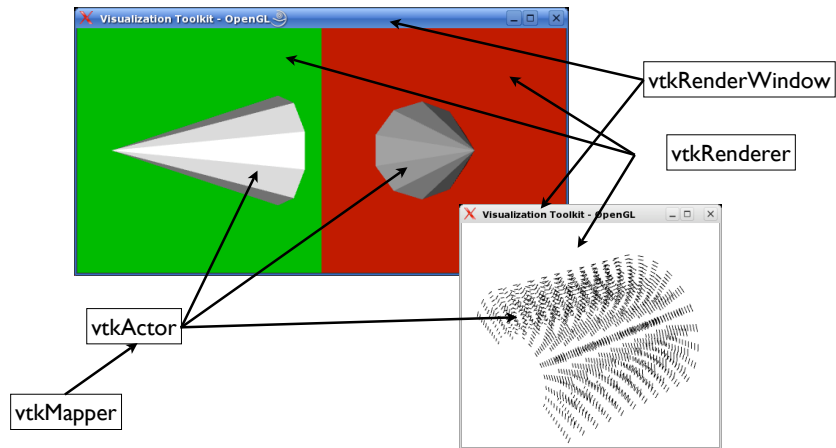 Visualization Toolkit - OpenGL
vtkRenderWindow
vtkRenderer
Visualization Toolkit - OpenGL
vtkActor
vtkMapper